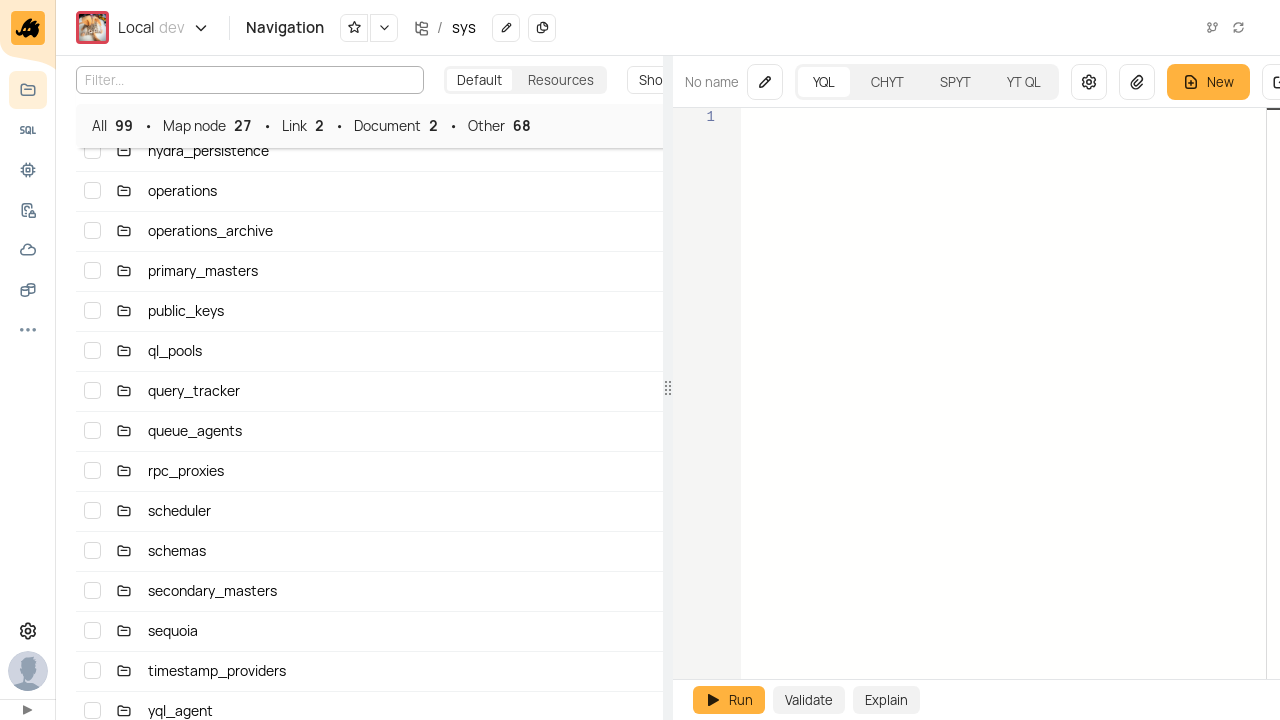 Local dev
Navigation
/ sys
Filter...
Default
Resources
Sho
All 99 • Map node 27 • Link 2 • Document 2 • Other 68
SQL
hydra_persistence
operations
operations_archive
primary_masters
public_keys
ql_pools
query_tracker
queue_agents
rpc_proxies
scheduler
schemas
secondary_masters
sequoia
timestamp_providers
yql_agent
No name
YQL
CHYT
SPYT
YT QL
New
1
Run
Validate
Explain